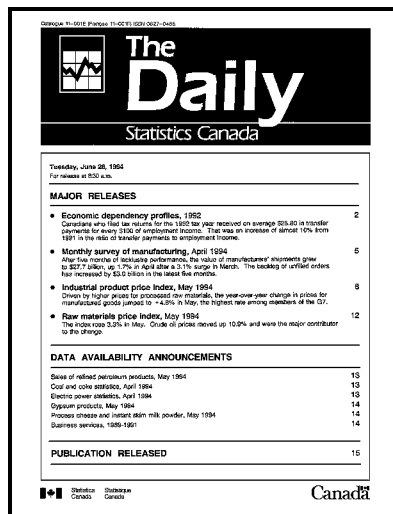 Catalogue 11-001E (Français 11-001F) ISSN 0827-0465
The
Daily
Statistics Canada
Tuesday, June 28, 1994
For release at 8:30 a.m.
MAJOR RELEASES
• Economic dependency profiles, 1992 2
Canadians who filed tax returns for the 1992 tax year received on average $25.80 in transfer
payments for every $100 of employment income. That was an increase of almost 10% from
1991 in the ratio of transfer payments to employment income.
• Monthly survey of manufacturing, April 1994 5
After five months of lacklustre performance, the value of manufacturers' shipments grew
to $27.7 billion, up 1.7% in April after a 3.1% surge in March. The backlog of unfilled orders
has increased by $3.0 billion in the latest five months.
• Industrial product price index, May 1994 8
Driven by higher prices for processed raw materials, the year-over-year change in prices for
manufactured goods jumped to +4.8% in May, the highest rate among members of the G7.
• Raw materials price index, May 1994 12
The index rose 3.3% in May. Crude oil prices moved up 10.9% and were the major contributor
to the change.
DATA AVAILABILITY ANNOUNCEMENTS
Sales of refined petroleum products, May 1994 13
Coal and coke statistics, April 1994 13
Electric power statistics, April 1994 13
Gypsum products, May 1994 14
Process cheese and instant skim milk powder, May 1994 14
Business services, 1989-1991 14
PUBLICATION RELEASED 15
Statistics Statistique
Canada Canada
Canada